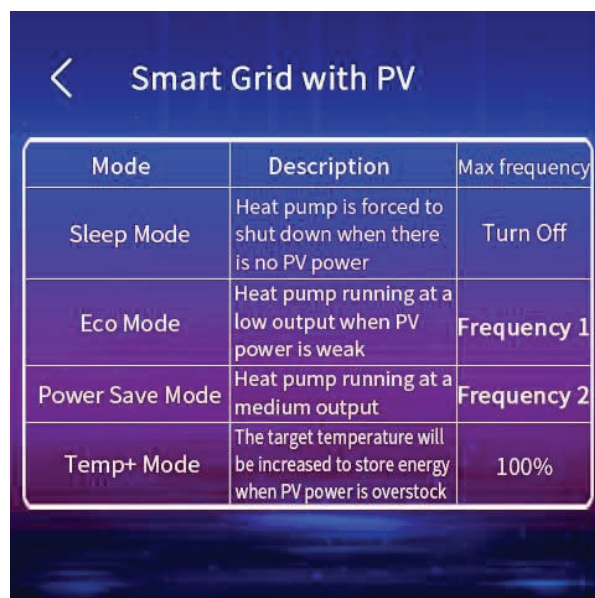 Smart Grid with PV
Mode Description Max frequency
Heat pump is forced to
Sleep Mode shut down when there Turn Off
is no PV power
Heat pump running at a
Eco Mode low output when PV Frequency 1
power is weak
Power Save Mode Heat pump running at a Frequency 2
medium output
The target temperature will
Temp+ Mode be increased to store energy 100%
when PV power is overstock